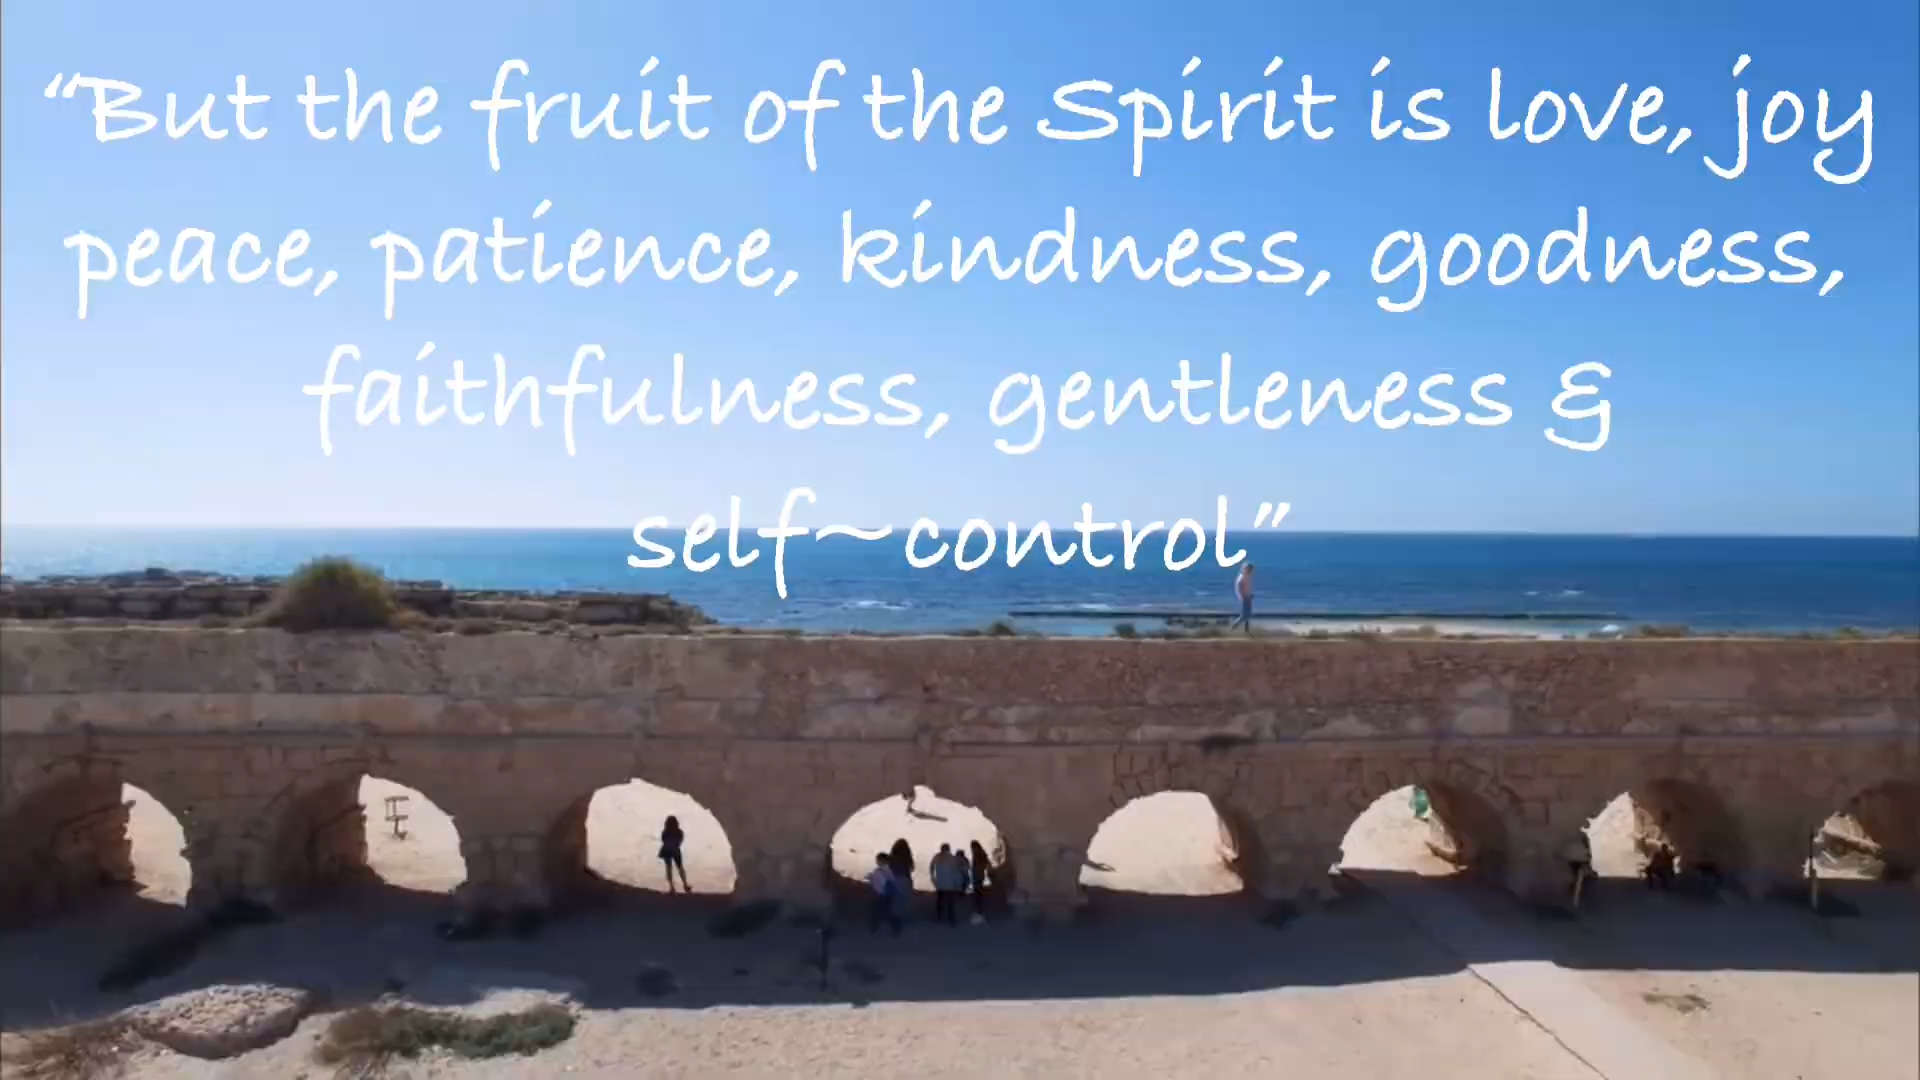 “But the fruit of the Spirit is love, joy
peace, patience, kindness, goodness,
faithfulness, gentleness &
self~control”